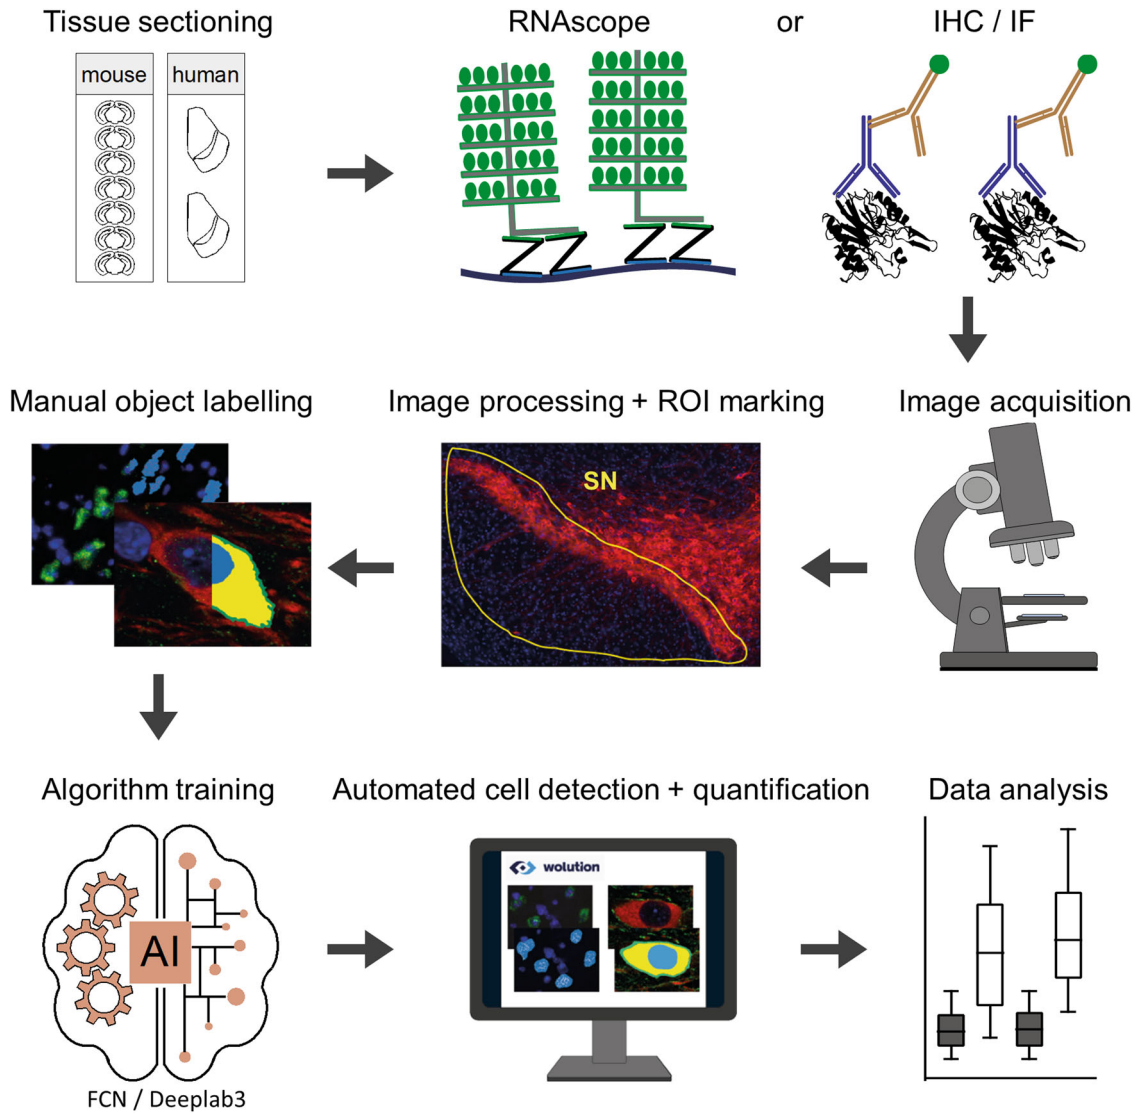 Tissue sectioning
RNAscope
or
IHC / IF
mouse
human
Manual object labelling
Image processing + ROI marking
Image acquisition
SN
Algorithm training
Automated cell detection + quantification
Data analysis
wolution
AI
FCN / Deeplab3